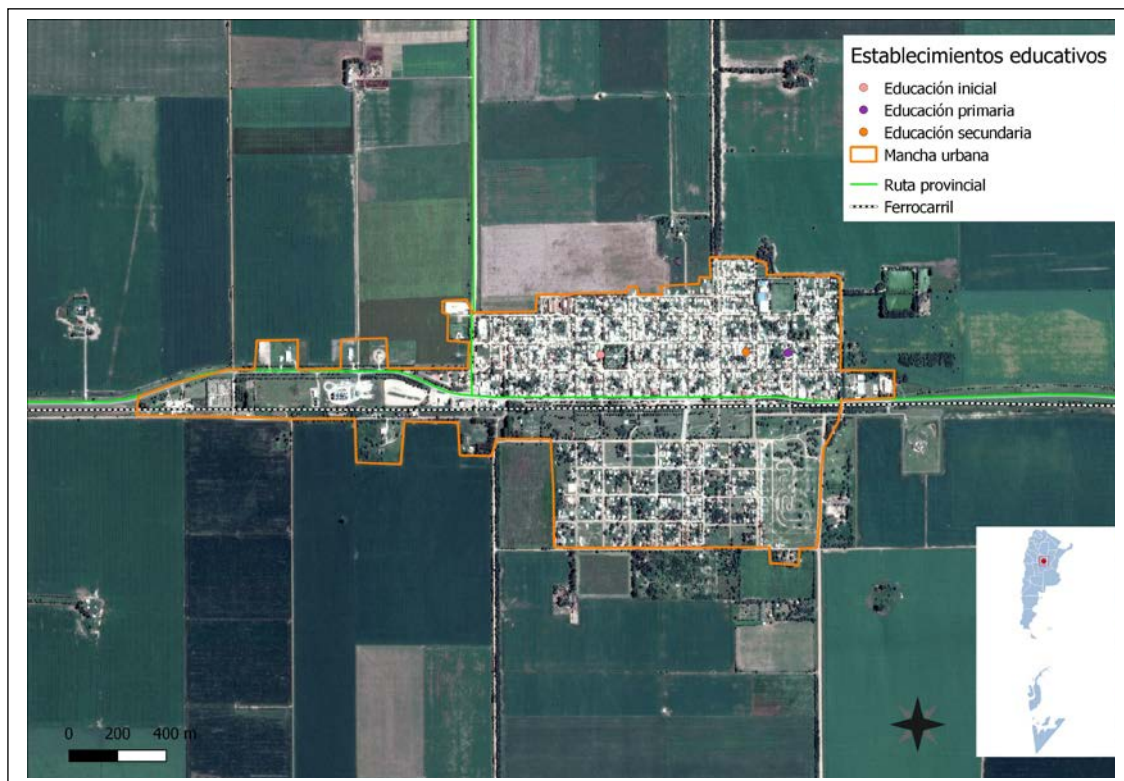 Establecimientos educativos
Educación inicial
Educación primaria
Educación secundaria
Mancha urbana
Ruta provincial
Ferrocarril
0 200 400 m